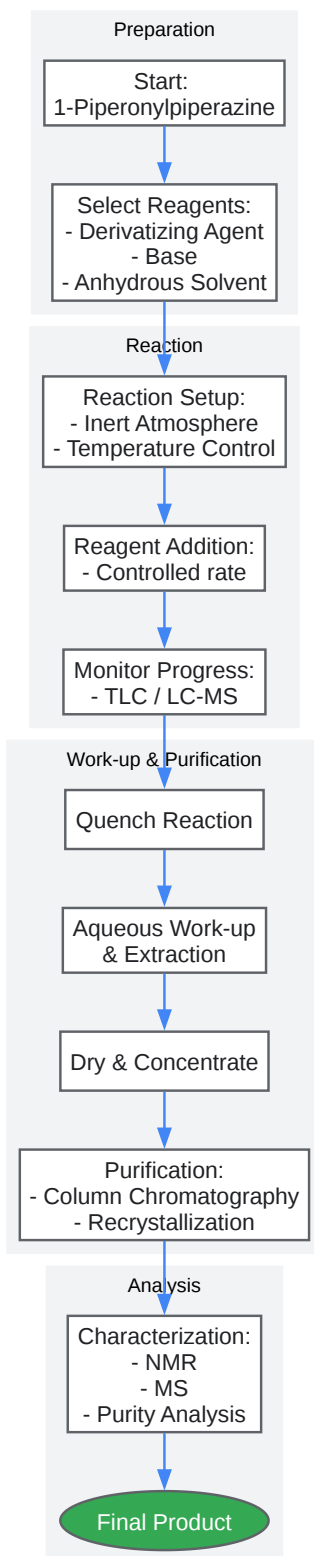 Preparation
Start:
1-Piperonylpiperazine
Select Reagents:
- Derivatizing Agent
- Base
- Anhydrous Solvent
Reaction
Reaction Setup:
- Inert Atmosphere
- Temperature Control
Reagent Addition:
- Controlled rate
Monitor Progress:
- TLC / LC-MS
Work-up & Purification
Quench Reaction
Aqueous Work-up
& Extraction
Dry & Concentrate
Purification:
- Column Chromatography
- Recrystallization
Analysis
Characterization:
- NMR
- MS
- Purity Analysis
Final Product